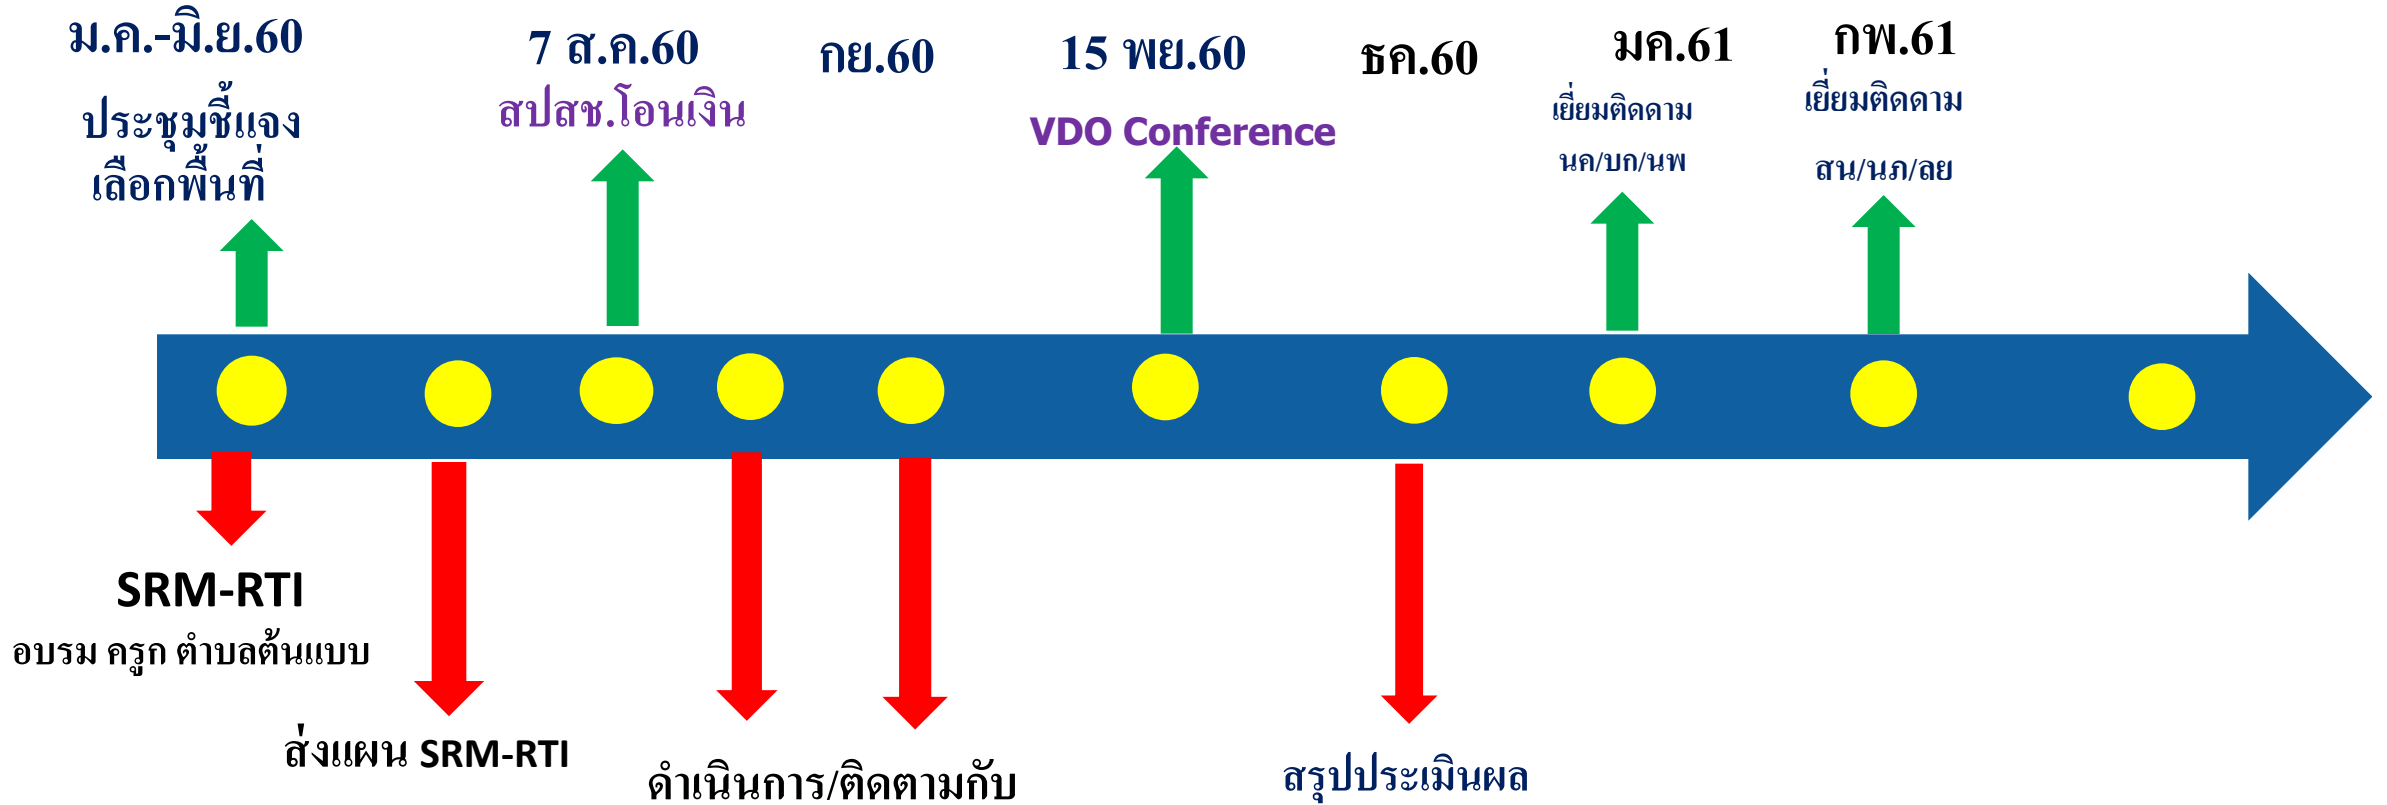 ม.ค.-มิ.ย.60
ประชุมชี้แจง
เลือกพื้นที่
7 ส.ค.60
สปสช.โอนเงิน
กย.60
15 พย.60
VDO Conference
ธค.60
มค.61
เยี่ยมติดตาม
นค/บก/นพ
กพ.61
เยี่ยมติดตาม
สน/นภ/ลย
SRM-RTI
อบรม ครูก ตำบลต้นแบบ
ส่งแผน SRM-RTI
ดำเนินการ/ติดตามกับ
สรุปประเมินผล